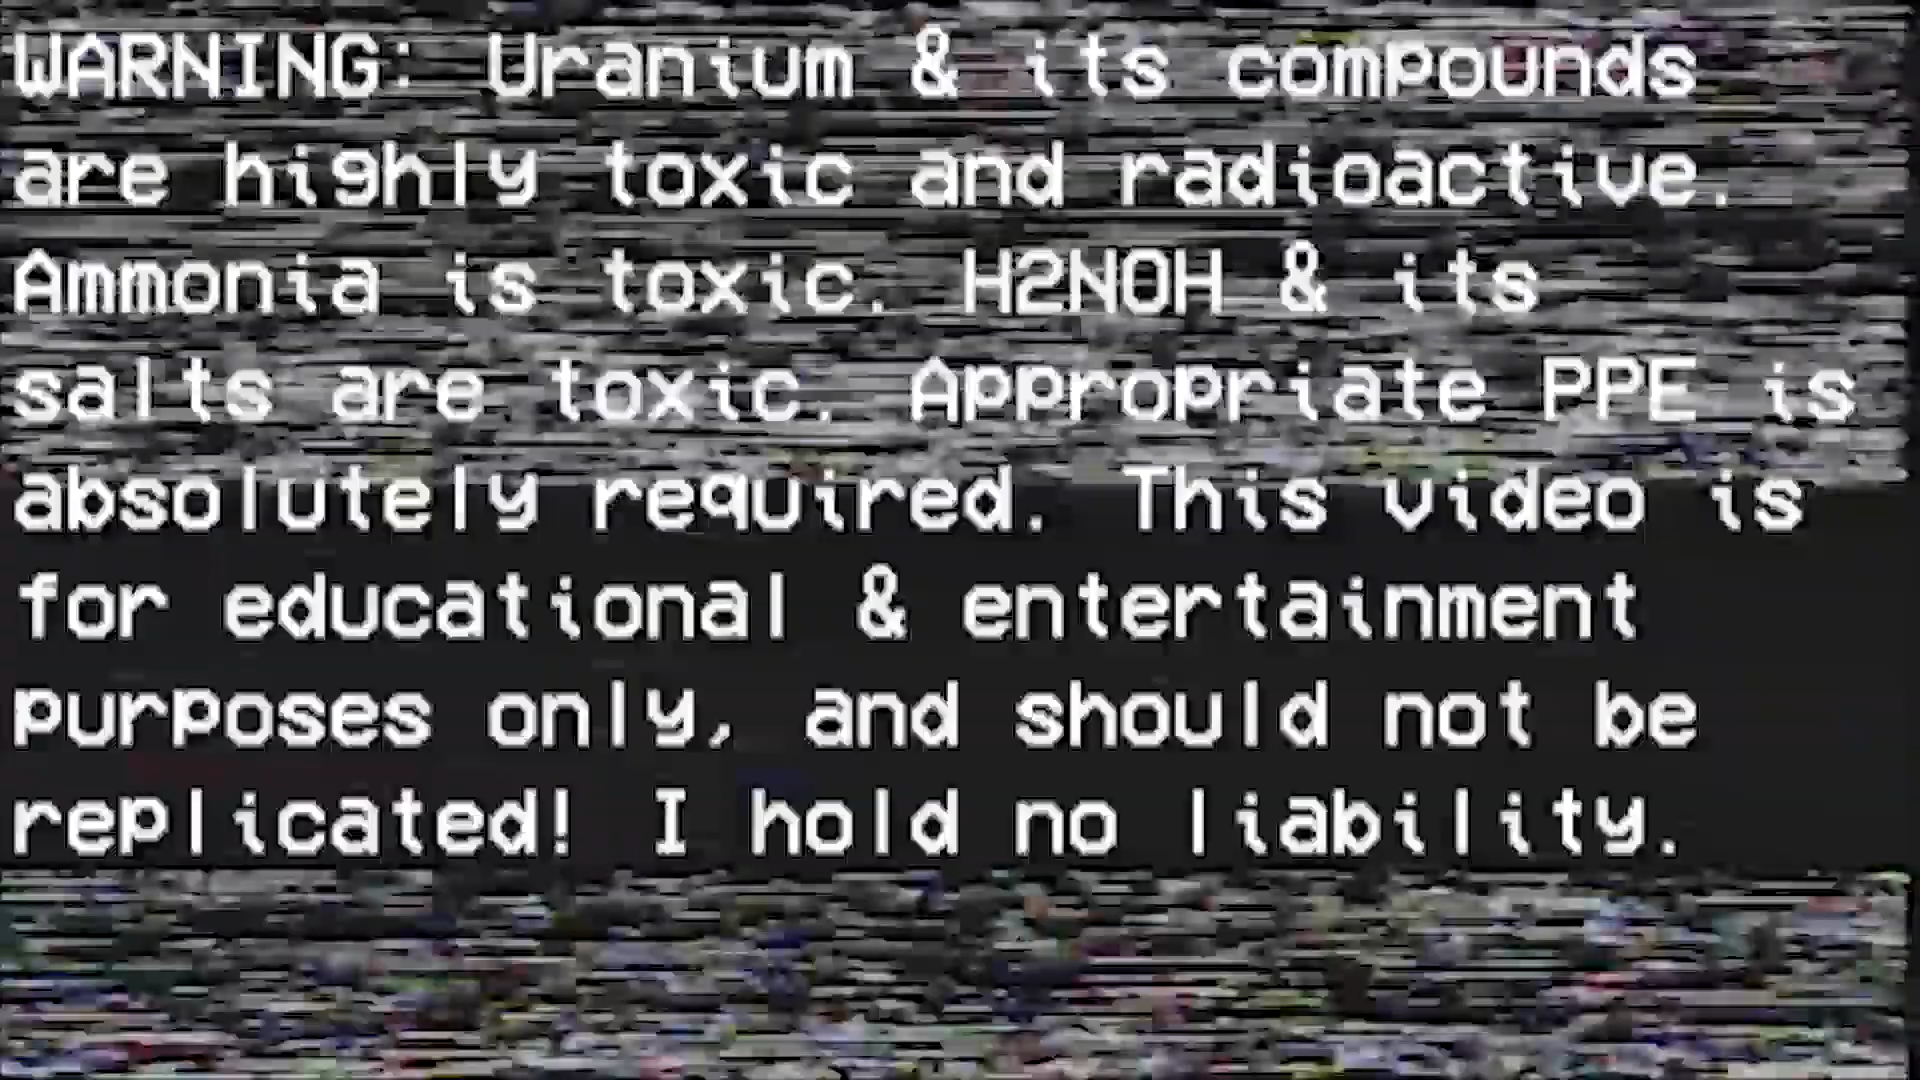 WARNING: Uranium & its compounds
are highly toxic and radioactive.
Ammonia is toxic. H2NOH & its
salts are toxic. Appropriate PPE is
absolutely required. This video is
for educational & entertainment
purposes only, and should not be
replicated! I hold no liability.